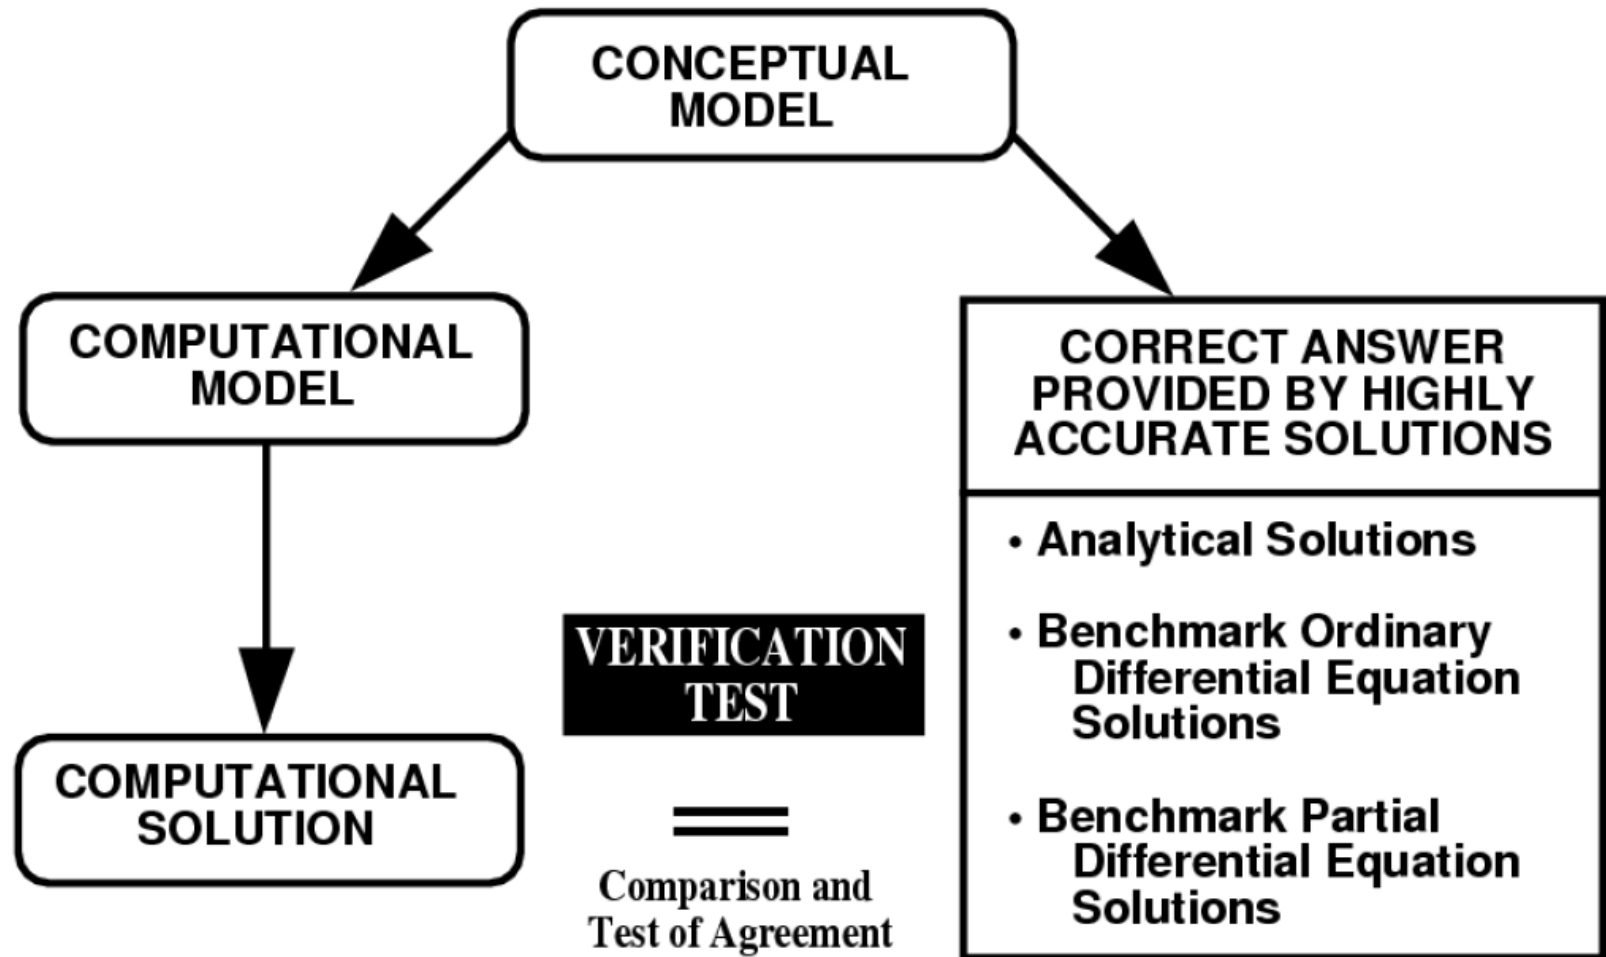 CONCEPTUAL
MODEL
COMPUTATIONAL
MODEL
COMPUTATIONAL
SOLUTION
VERIFICATION
TEST
Comparison and
Test of Agreement
CORRECT ANSWER
PROVIDED BY HIGHLY
ACCURATE SOLUTIONS
• Analytical Solutions
• Benchmark Ordinary
Differential Equation
Solutions
• Benchmark Partial
Differential Equation
Solutions